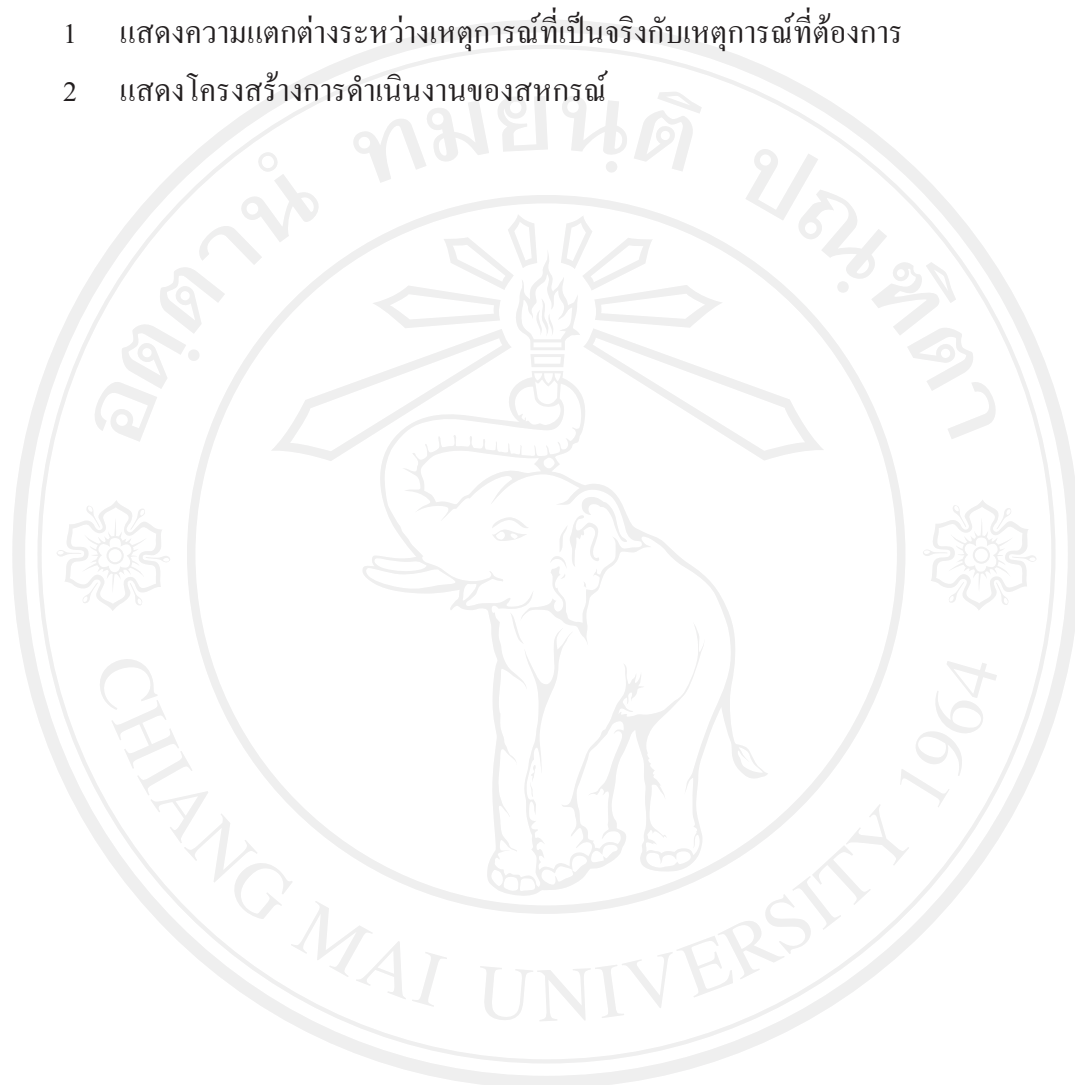 1 แสดงความแตกต่างระหว่างเหตุการณ์ที่เป็นจริงกับเหตุการณ์ที่ต้องการ
2 แสดงโครงสร้างการดำเนินงานของสหกรณ์
อตฺตานํ ทมยนฺติ ปณฺฑิตา
CHIANG MAI UNIVERSITY 1964